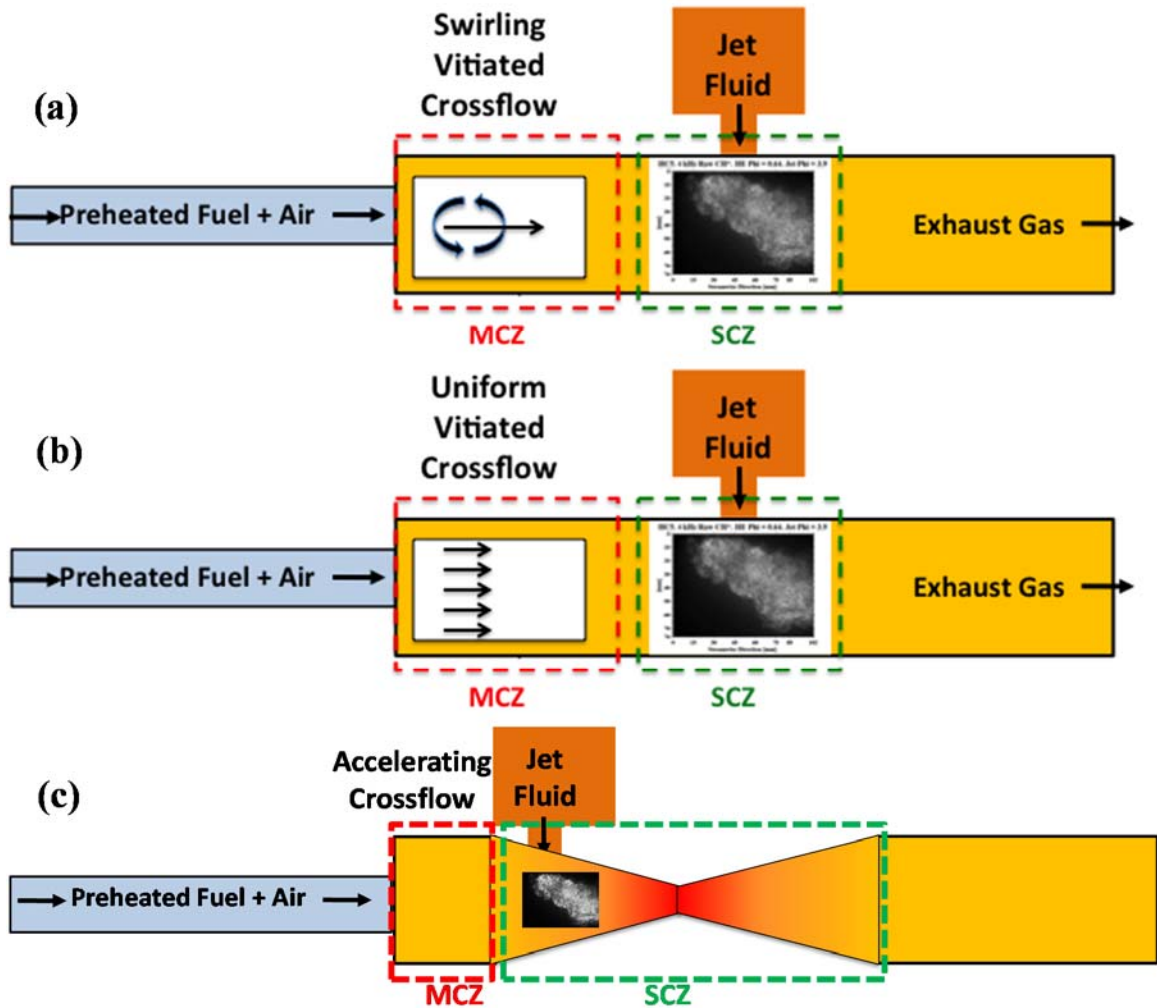 (a)
Swirling
Vitiated
Crossflow
Jet
Fluid
Preheated Fuel + Air
Exhaust Gas
MCZ
SCZ
(b)
Uniform
Vitiated
Crossflow
Jet
Fluid
Preheated Fuel + Air
Exhaust Gas
MCZ
SCZ
(c)
Accelerating
Crossflow
Jet
Fluid
Preheated Fuel + Air
MCZ
SCZ